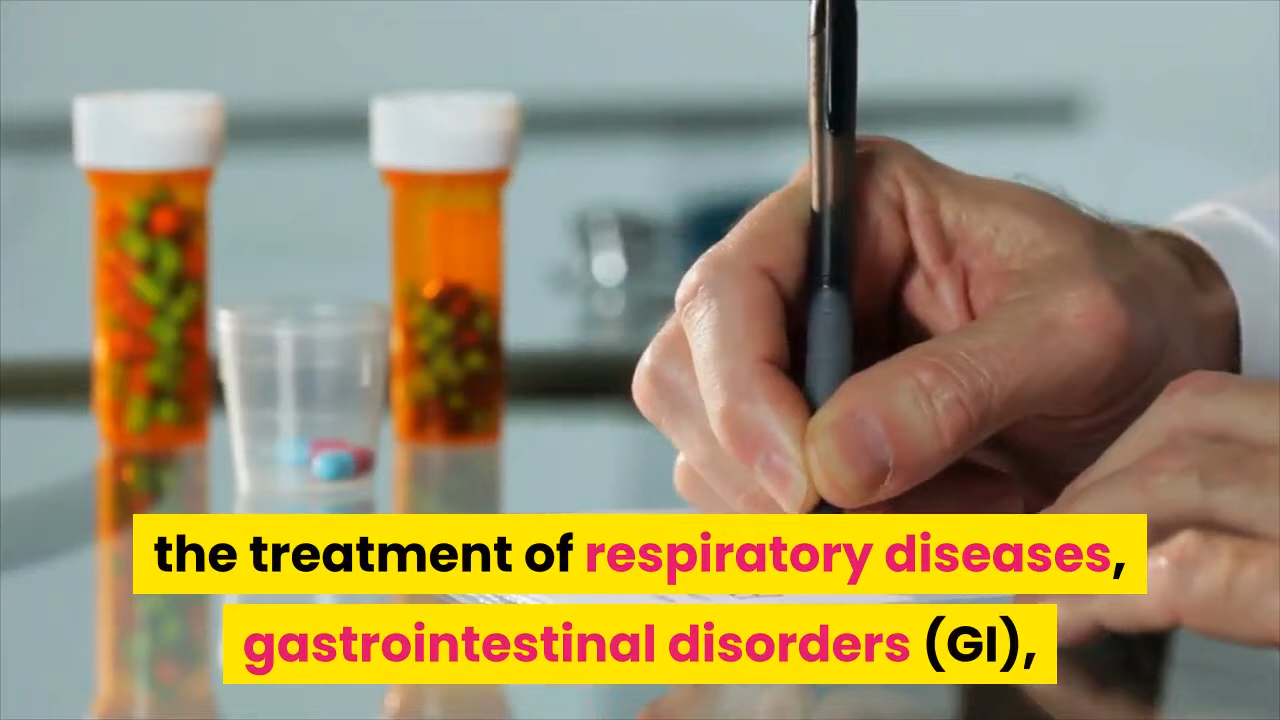 the treatment of respiratory diseases,
gastrointestinal disorders (GI),